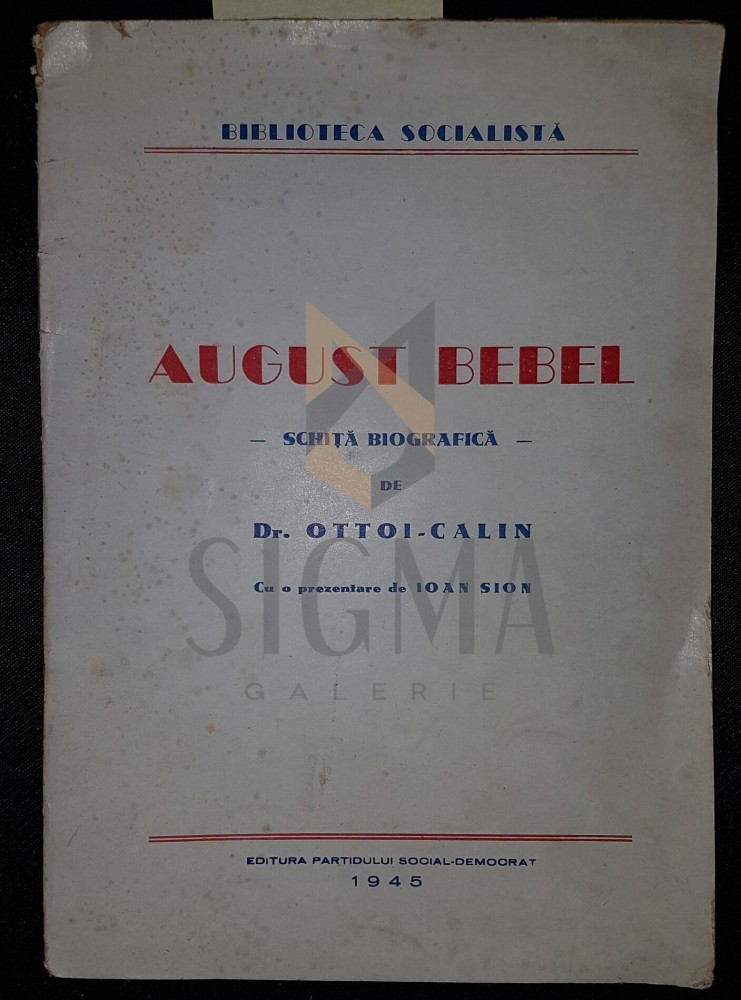 BIBLIOTECA SOCIALISTĂ
AUGUST BEBEL
— SCHIȚĂ BIOGRAFICĂ —
DE
Dr. OTTOI-CALIN
Cu o prezentare de IOAN SION
SIGMA
GALERIE
EDITURA PARTIDULUI SOCIAL-DEMOCRAT
1945